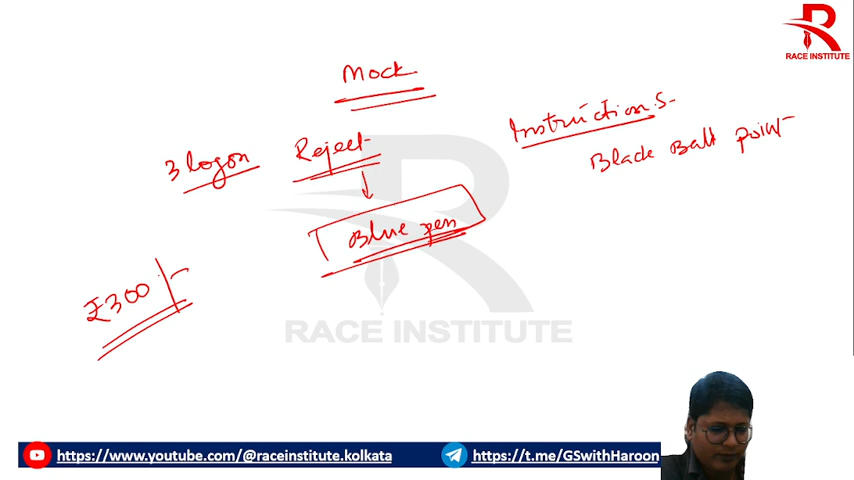 RACE INSTITUTE
Mock
Instructions
Black Ball point
3 logon Reject
Blue pen
₹300/-
RACE INSTITUTE
https://www.youtube.com/@raceinstitute.kolkata
https://t.me/GSwithHaroon